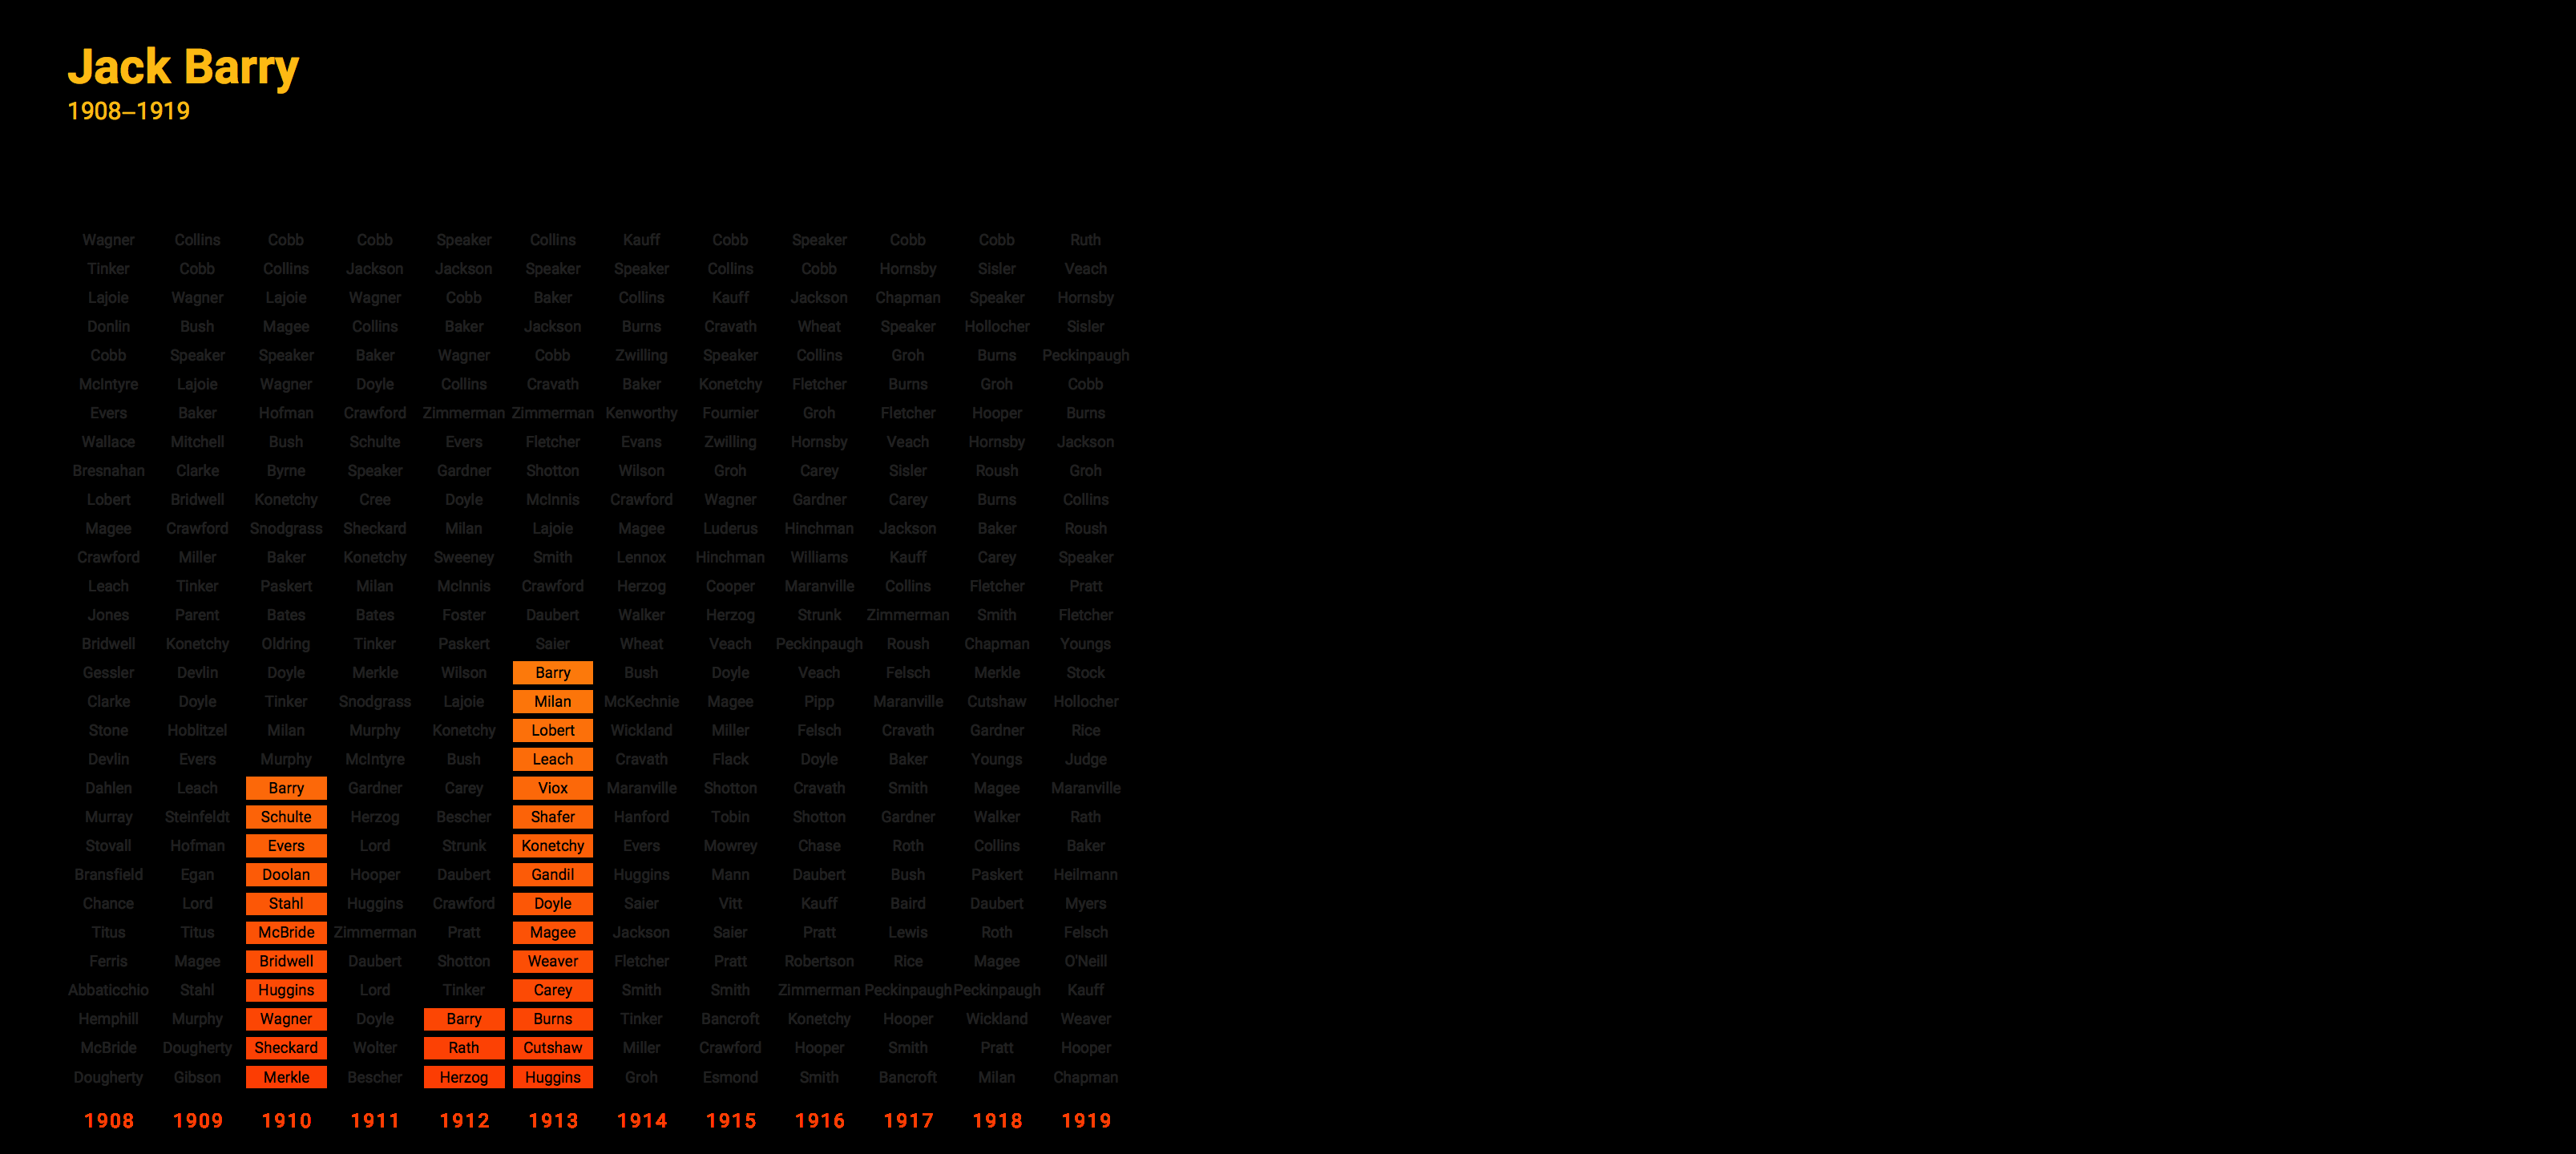 Jack Barry
1908–1919
Wagner Collins Cobb Cobb Speaker Collins Kauff Cobb Speaker Cobb Cobb Ruth
Tinker Cobb Collins Jackson Jackson Speaker Speaker Collins Cobb Hornsby Sisler Veach
Lajoie Wagner Lajoie Wagner Cobb Baker Collins Kauff Jackson Chapman Speaker Hornsby
Donlin Bush Magee Collins Baker Jackson Burns Cravath Wheat Speaker Hollocher Sisler
Cobb Speaker Speaker Baker Wagner Cobb Zwilling Speaker Collins Groh Burns Peckinpaugh
McIntyre Lajoie Wagner Doyle Collins Cravath Baker Konetchy Fletcher Burns Groh Cobb
Evers Baker Hofman Crawford Zimmerman Zimmerman Kenworthy Fournier Groh Fletcher Hooper Burns
Wallace Mitchell Bush Schulte Evers Fletcher Evans Zwilling Hornsby Veach Hornsby Jackson
Bresnahan Clarke Byrne Speaker Gardner Shotton Wilson Groh Carey Sisler Roush Groh
Lobert Bridwell Konetchy Cree Doyle McInnis Crawford Wagner Gardner Carey Burns Collins
Magee Crawford Snodgrass Sheckard Milan Lajoie Magee Luderus Hinchman Jackson Baker Roush
Crawford Miller Baker Konetchy Sweeney Smith Lennox Hinchman Williams Kauff Carey Speaker
Leach Tinker Paskert Milan McInnis Crawford Herzog Cooper Maranville Collins Fletcher Pratt
Jones Parent Bates Bates Foster Daubert Walker Herzog Strunk Zimmerman Smith Fletcher
Bridwell Konetchy Oldring Tinker Paskert Saier Wheat Veach Peckinpaugh Roush Chapman Youngs
Gessler Devlin Doyle Merkle Wilson Barry Bush Doyle Veach Felsch Merkle Stock
Clarke Doyle Tinker Snodgrass Lajoie Milan McKechnie Magee Pipp Maranville Cutshaw Hollocher
Stone Hoblitzel Milan Murphy Konetchy Lobert Wickland Miller Felsch Cravath Gardner Rice
Devlin Evers Murphy McIntyre Bush Leach Cravath Flack Doyle Baker Youngs Judge
Dahlen Leach Barry Gardner Carey Viox Maranville Shotton Cravath Smith Magee Maranville
Murray Steinfeldt Schulte Herzog Bescher Shafer Hanford Tobin Shotton Gardner Walker Rath
Stovall Hofman Evers Lord Strunk Konetchy Evers Mowrey Chase Roth Collins Baker
Bransfield Egan Doolan Hooper Daubert Gandil Huggins Mann Daubert Bush Paskert Heilmann
Chance Lord Stahl Huggins Crawford Doyle Saier Vitt Kauff Baird Daubert Myers
Titus Titus McBride Zimmerman Pratt Magee Jackson Saier Pratt Lewis Roth Felsch
Ferris Magee Bridwell Daubert Shotton Weaver Fletcher Pratt Robertson Rice Magee O'Neill
Abbaticchio Stahl Huggins Lord Tinker Carey Smith Smith Zimmerman Peckinpaugh Peckinpaugh Kauff
Hemphill Murphy Wagner Doyle Barry Burns Tinker Bancroft Konetchy Hooper Wickland Weaver
McBride Dougherty Sheckard Wolter Rath Cutshaw Miller Crawford Hooper Smith Pratt Hooper
Dougherty Gibson Merkle Bescher Herzog Huggins Groh Esmond Smith Bancroft Milan Chapman
1908 1909 1910 1911 1912 1913 1914 1915 1916 1917 1918 1919